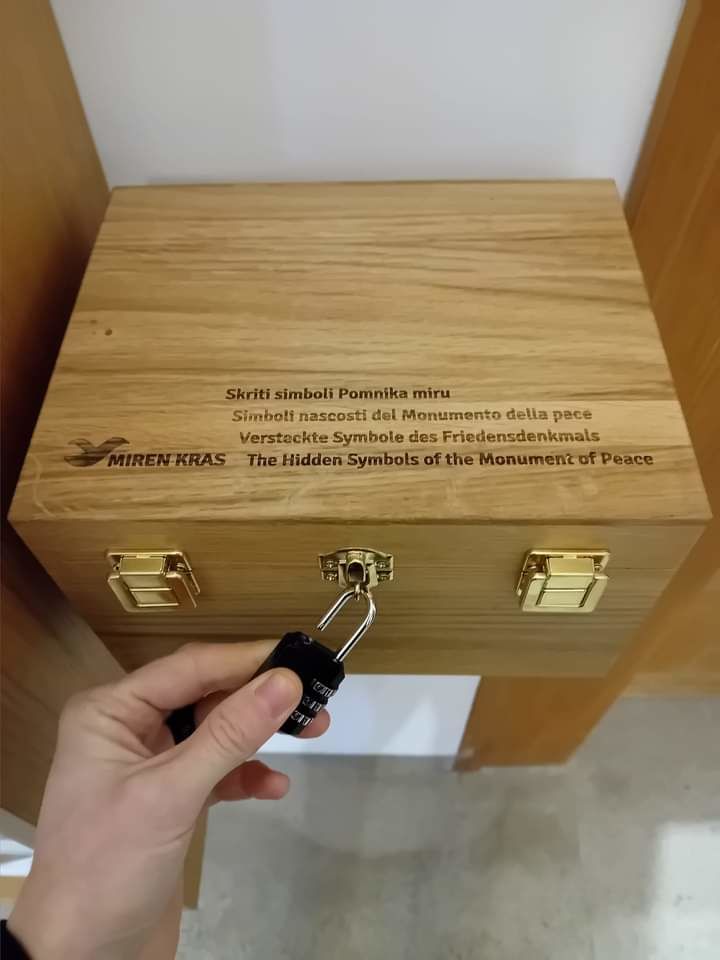 Skriti simboli Pomnika miru
Simboli nascosti del Monumento della pace
Versteckte Symbole des Friedensdenkmals
MIREN KRAS
The Hidden Symbols of the Monument of Peace